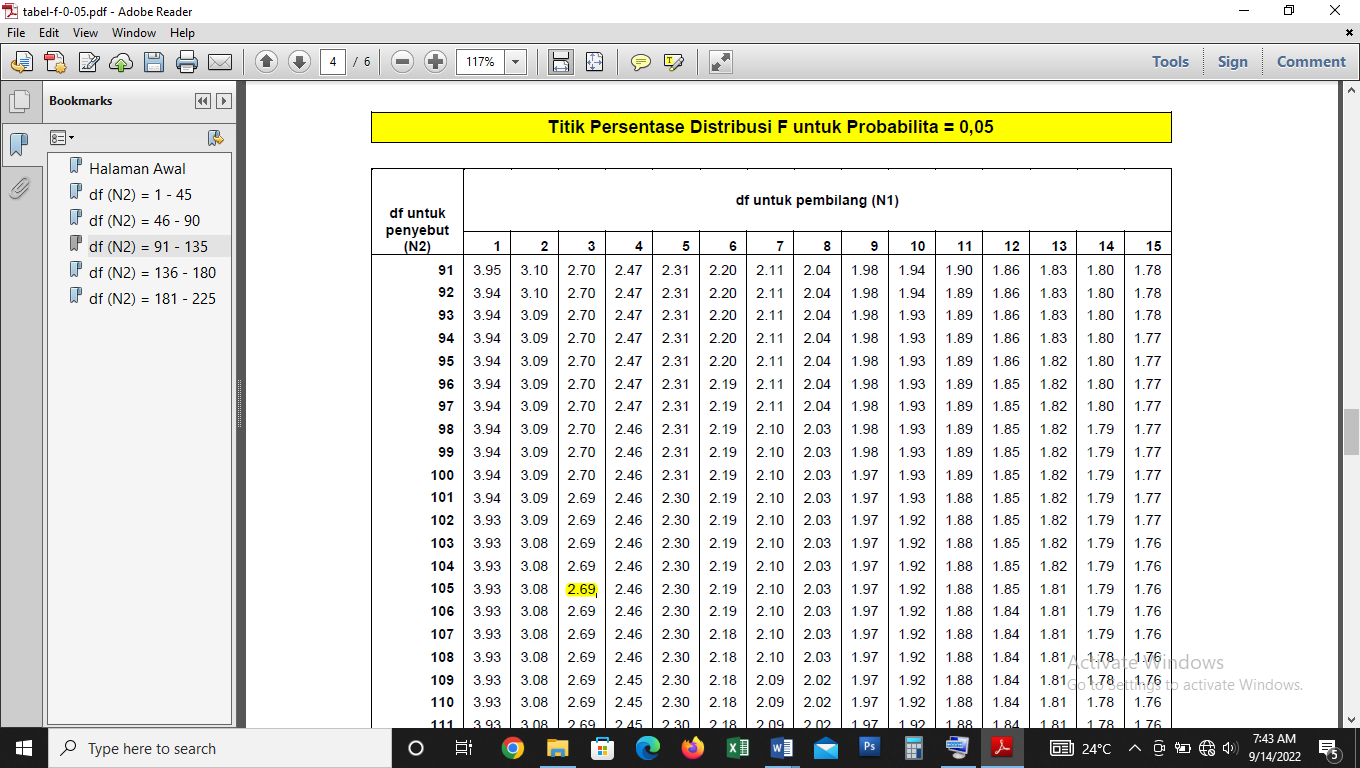 tabel-f-0-05.pdf - Adobe Reader
File Edit View Window Help
4 / 6 117% Tools Sign Comment
Bookmarks
Halaman Awal
df (N2) = 1 - 45
df (N2) = 46 - 90
df (N2) = 91 - 135
df (N2) = 136 - 180
df (N2) = 181 - 225
Titik Persentase Distribusi F untuk Probabilita = 0,05
df untuk penyebut (N2)
df untuk pembilang (N1)
1 2 3 4 5 6 7 8 9 10 11 12 13 14 15
91 3.95 3.10 2.70 2.47 2.31 2.20 2.11 2.04 1.98 1.94 1.90 1.86 1.83 1.80 1.78
92 3.94 3.10 2.70 2.47 2.31 2.20 2.11 2.04 1.98 1.94 1.89 1.86 1.83 1.80 1.78
93 3.94 3.09 2.70 2.47 2.31 2.20 2.11 2.04 1.98 1.93 1.89 1.86 1.83 1.80 1.78
94 3.94 3.09 2.70 2.47 2.31 2.20 2.11 2.04 1.98 1.93 1.89 1.86 1.83 1.80 1.77
95 3.94 3.09 2.70 2.47 2.31 2.20 2.11 2.04 1.98 1.93 1.89 1.86 1.82 1.80 1.77
96 3.94 3.09 2.70 2.47 2.31 2.19 2.11 2.04 1.98 1.93 1.89 1.85 1.82 1.80 1.77
97 3.94 3.09 2.70 2.47 2.31 2.19 2.11 2.04 1.98 1.93 1.89 1.85 1.82 1.80 1.77
98 3.94 3.09 2.70 2.46 2.31 2.19 2.10 2.03 1.98 1.93 1.89 1.85 1.82 1.79 1.77
99 3.94 3.09 2.70 2.46 2.31 2.19 2.10 2.03 1.98 1.93 1.89 1.85 1.82 1.79 1.77
100 3.94 3.09 2.70 2.46 2.31 2.19 2.10 2.03 1.97 1.93 1.89 1.85 1.82 1.79 1.77
101 3.94 3.09 2.69 2.46 2.30 2.19 2.10 2.03 1.97 1.93 1.88 1.85 1.82 1.79 1.77
102 3.93 3.09 2.69 2.46 2.30 2.19 2.10 2.03 1.97 1.92 1.88 1.85 1.82 1.79 1.77
103 3.93 3.08 2.69 2.46 2.30 2.19 2.10 2.03 1.97 1.92 1.88 1.85 1.82 1.79 1.76
104 3.93 3.08 2.69 2.46 2.30 2.19 2.10 2.03 1.97 1.92 1.88 1.85 1.82 1.79 1.76
105 3.93 3.08 2.69 2.46 2.30 2.19 2.10 2.03 1.97 1.92 1.88 1.85 1.81 1.79 1.76
106 3.93 3.08 2.69 2.46 2.30 2.19 2.10 2.03 1.97 1.92 1.88 1.84 1.81 1.79 1.76
107 3.93 3.08 2.69 2.46 2.30 2.18 2.10 2.03 1.97 1.92 1.88 1.84 1.81 1.79 1.76
108 3.93 3.08 2.69 2.46 2.30 2.18 2.10 2.03 1.97 1.92 1.88 1.84 1.81 1.78 1.76
109 3.93 3.08 2.69 2.45 2.30 2.18 2.09 2.02 1.97 1.92 1.88 1.84 1.81 1.78 1.76
110 3.93 3.08 2.69 2.45 2.30 2.18 2.09 2.02 1.97 1.92 1.88 1.84 1.81 1.78 1.76
111 3.93 3.08 2.69 2.45 2.30 2.18 2.09 2.02 1.97 1.92 1.88 1.84 1.81 1.78 1.76
Activate Windows
Go to Settings to activate Windows.
Type here to search
24°C
7:43 AM
9/14/2022
5